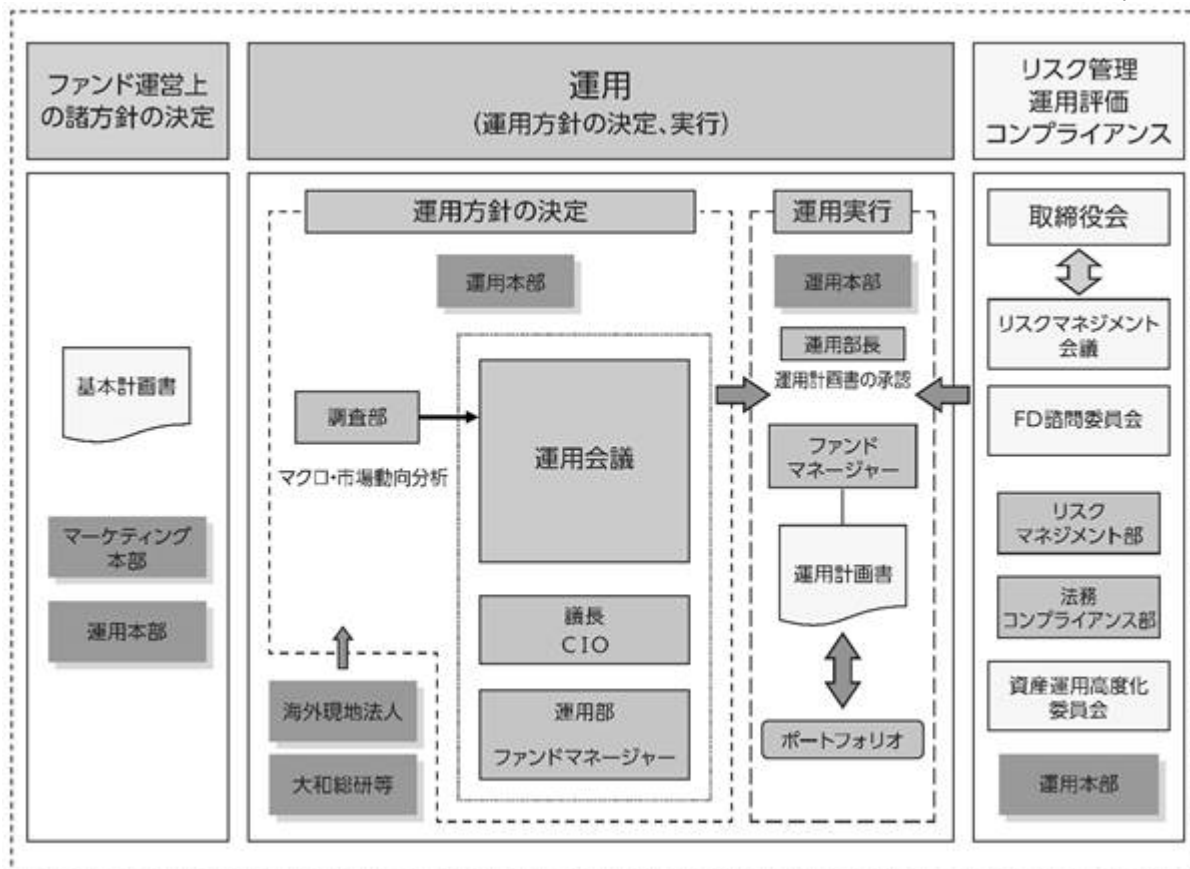 ファンド運営上
の諸方針の決定
運用
(運用方針の決定、実行)
リスク管理
運用評価
コンプライアンス
基本計画書
マーケティング
本部
運用本部
運用方針の決定
運用本部
調査部
マクロ・市場動向分析
運用会議
議長
CIO
運用部
ファンドマネージャー
海外現地法人
大和総研等
運用実行
運用本部
運用部長
運用計画書の承認
ファンド
マネージャー
運用計画書
ポートフォリオ
取締役会
リスクマネジメント
会議
FD諮問委員会
リスク
マネジメント部
法務
コンプライアンス部
資産運用高度化
委員会
運用本部